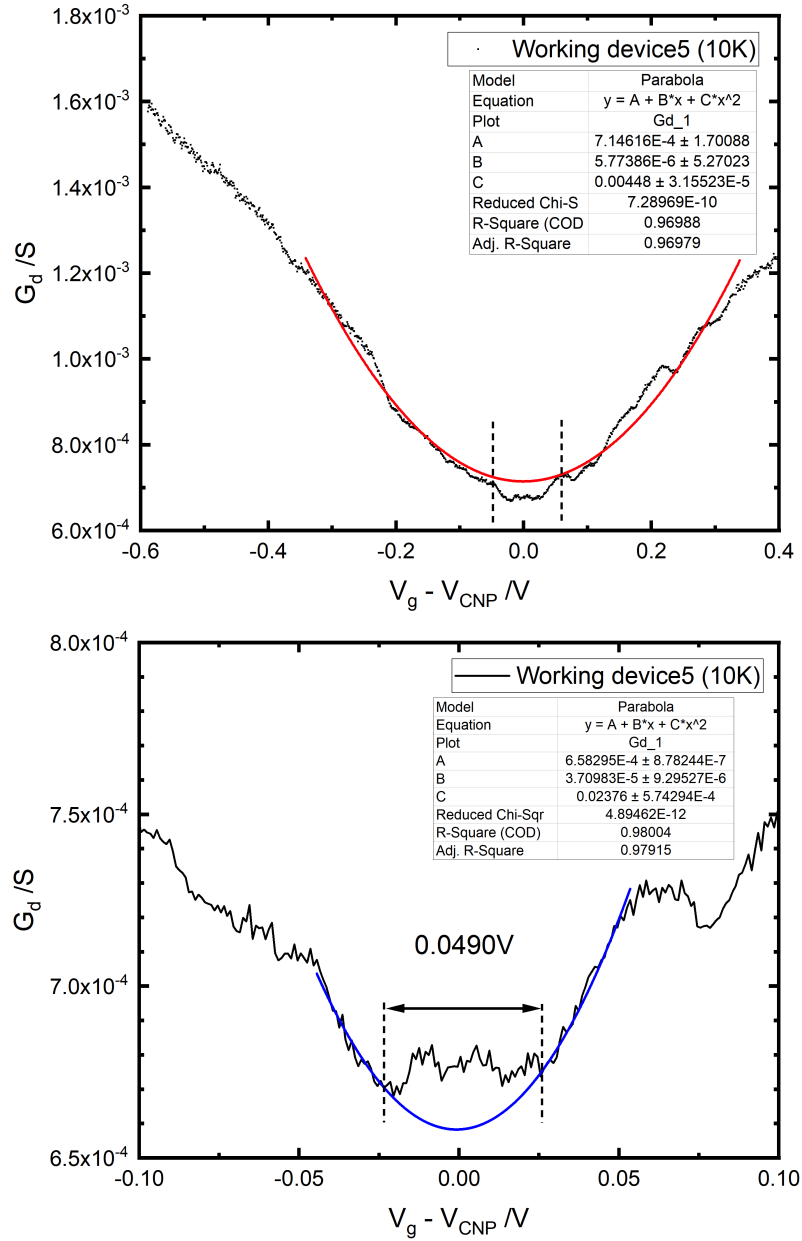 1.8x10⁻³
1.6x10⁻³
1.4x10⁻³
1.2x10⁻³
1.0x10⁻³
8.0x10⁻⁴
6.0x10⁻⁴
G_d /S
Working device5 (10K)
Model Parabola
Equation y = A + B*x + C*x^2
Plot Gd_1
A 7.14616E-4 ± 1.70088
B 5.77386E-6 ± 5.27023
C 0.00448 ± 3.15523E-5
Reduced Chi-S 7.28969E-10
R-Square (COD 0.96988
Adj. R-Square 0.96979
-0.6 -0.4 -0.2 0.0 0.2 0.4
V_g - V_CNP /V
8.0x10⁻⁴
7.5x10⁻⁴
7.0x10⁻⁴
6.5x10⁻⁴
G_d /S
Working device5 (10K)
Model Parabola
Equation y = A + B*x + C*x^2
Plot Gd_1
A 6.58295E-4 ± 8.78244E-7
B 3.70983E-5 ± 9.29527E-6
C 0.02376 ± 5.74294E-4
Reduced Chi-Sqr 4.89462E-12
R-Square (COD) 0.98004
Adj. R-Square 0.97915
0.0490V
-0.10 -0.05 0.00 0.05 0.10
V_g - V_CNP /V